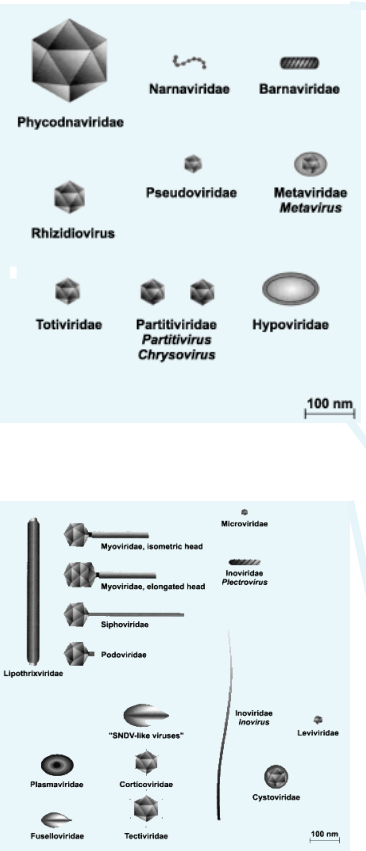 Phycodnaviridae
Narnaviridae
Barnaviridae
Pseudoviridae
Metaviridae
Metavirus
Rhizidiovirus
Totiviridae
Partitiviridae
Partitivirus
Chrysovirus
Hypoviridae
100 nm
Microviridae
Myoviridae, isometric head
Inoviridae
Plectrovirus
Myoviridae, elongated head
Siphoviridae
Podoviridae
Lipothrixviridae
Inoviridae
inovirus
Leviviridae
"SNDV-like viruses"
Plasmaviridae
Corticoviridae
Cystoviridae
Fuselloviridae
Tectiviridae
100 nm